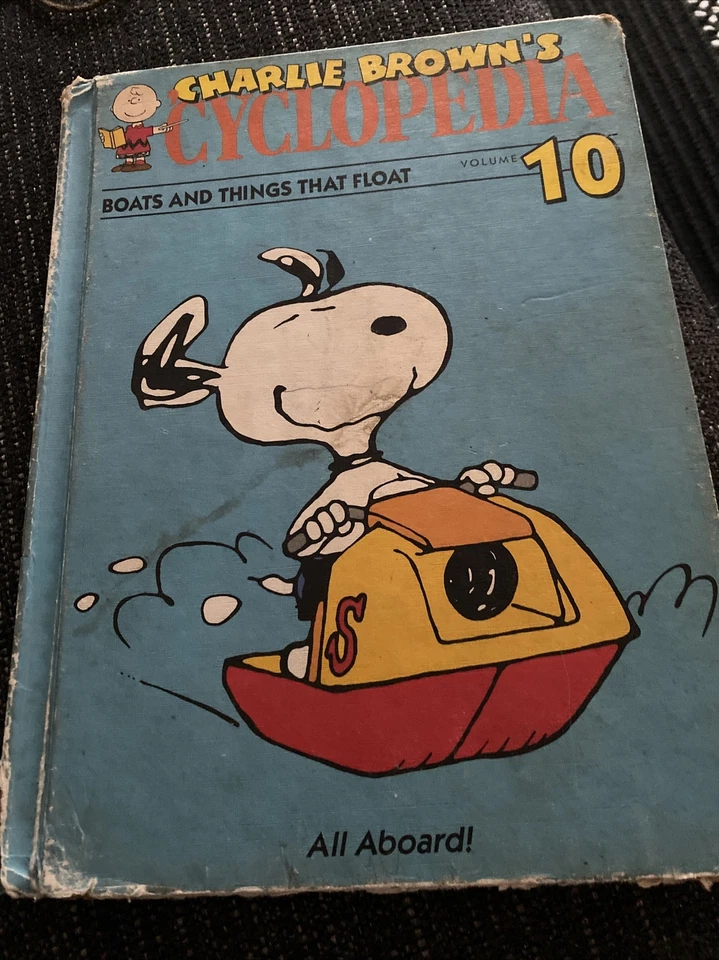 CHARLIE BROWN'S
CYCLOPEDIA
VOLUME 10
BOATS AND THINGS THAT FLOAT
S
All Aboard!